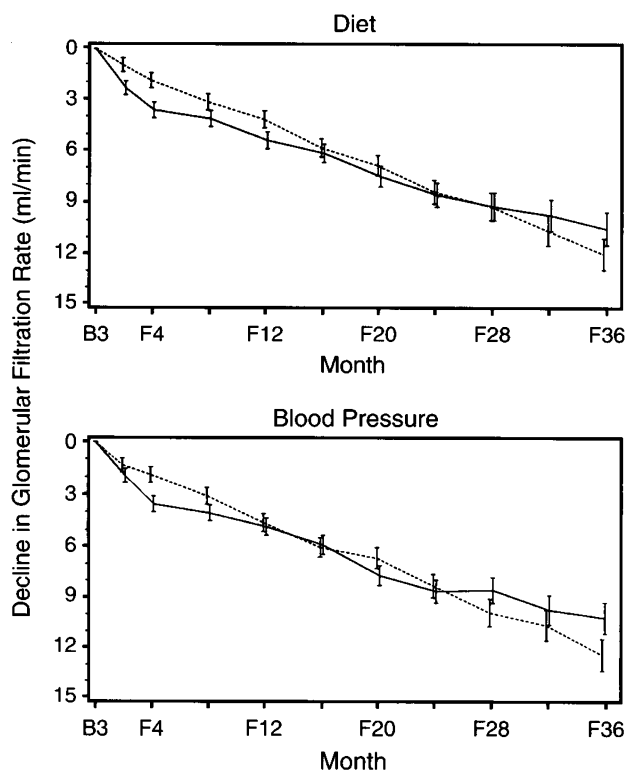 Diet
0
3
6
9
12
15
B3 F4 F12 F20 F28 F36
Month
Decline in Glomerular Filtration Rate (ml/min)
Blood Pressure
0
3
6
9
12
15
B3 F4 F12 F20 F28 F36
Month